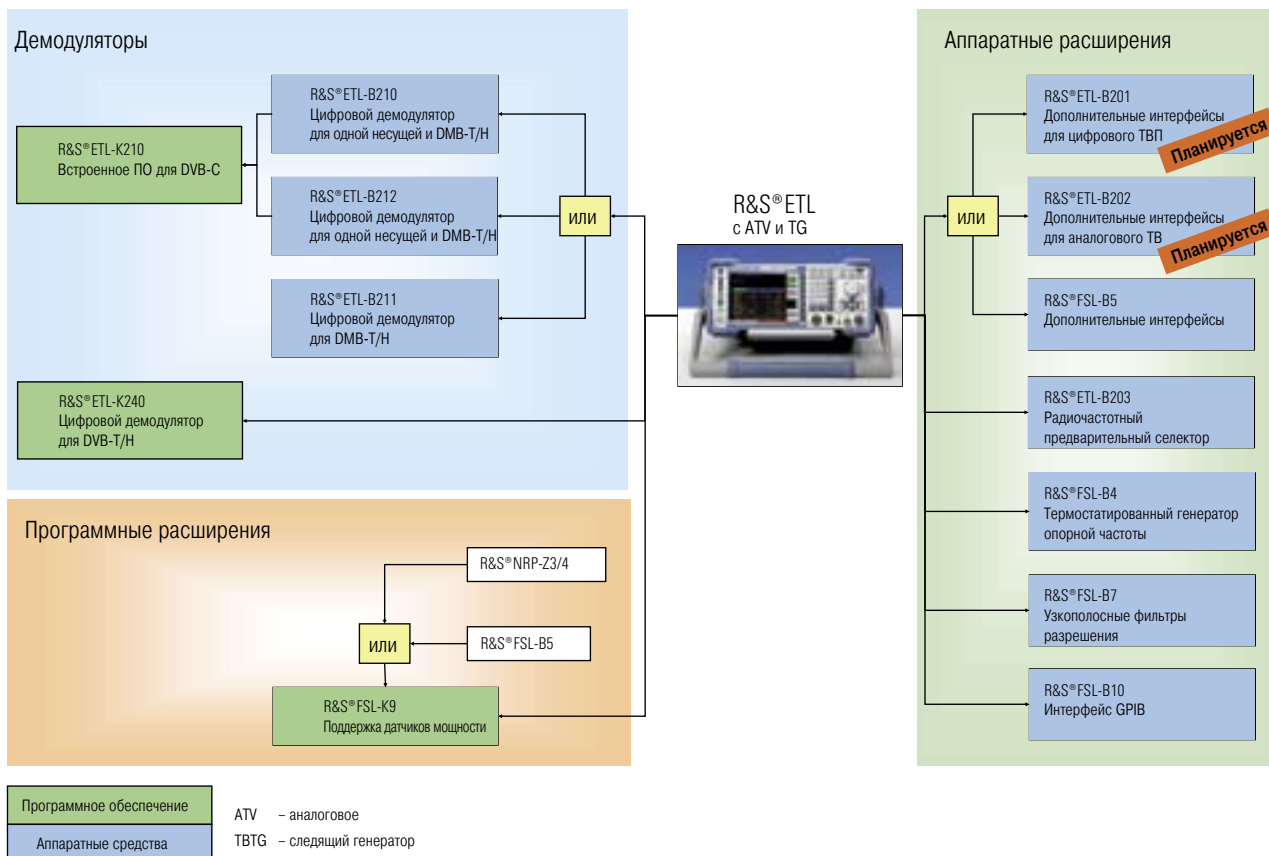 Демодуляторы
R&S®ETL-B210
Цифровой демодулятор
для одной несущей и DMB-T/H
R&S®ETL-K210
Встроенное ПО для DVB-C
R&S®ETL-B212
Цифровой демодулятор
для одной несущей и DMB-T/H
или
R&S®ETL-B211
Цифровой демодулятор
для DMB-T/H
R&S®ETL-K240
Цифровой демодулятор
для DVB-T/H
Программные расширения
R&S®NRP-Z3/4
или
R&S®FSL-B5
R&S®FSL-K9
Поддержка датчиков мощности
R&S®ETL
с ATV и TG
Аппаратные расширения
R&S®ETL-B201
Дополнительные интерфейсы
для цифрового ТВП
Планируется
или
R&S®ETL-B202
Дополнительные интерфейсы
для аналогового ТВ
Планируется
R&S®FSL-B5
Дополнительные интерфейсы
R&S®ETL-B203
Радиочастотный
предварительный селектор
R&S®FSL-B4
Термостатированный генератор
опорной частоты
R&S®FSL-B7
Узкополосные фильтры
разрешения
R&S®FSL-B10
Интерфейс GPIB
Программное обеспечение
Аппаратные средства
ATV – аналоговое
ТВTG – следящий генератор